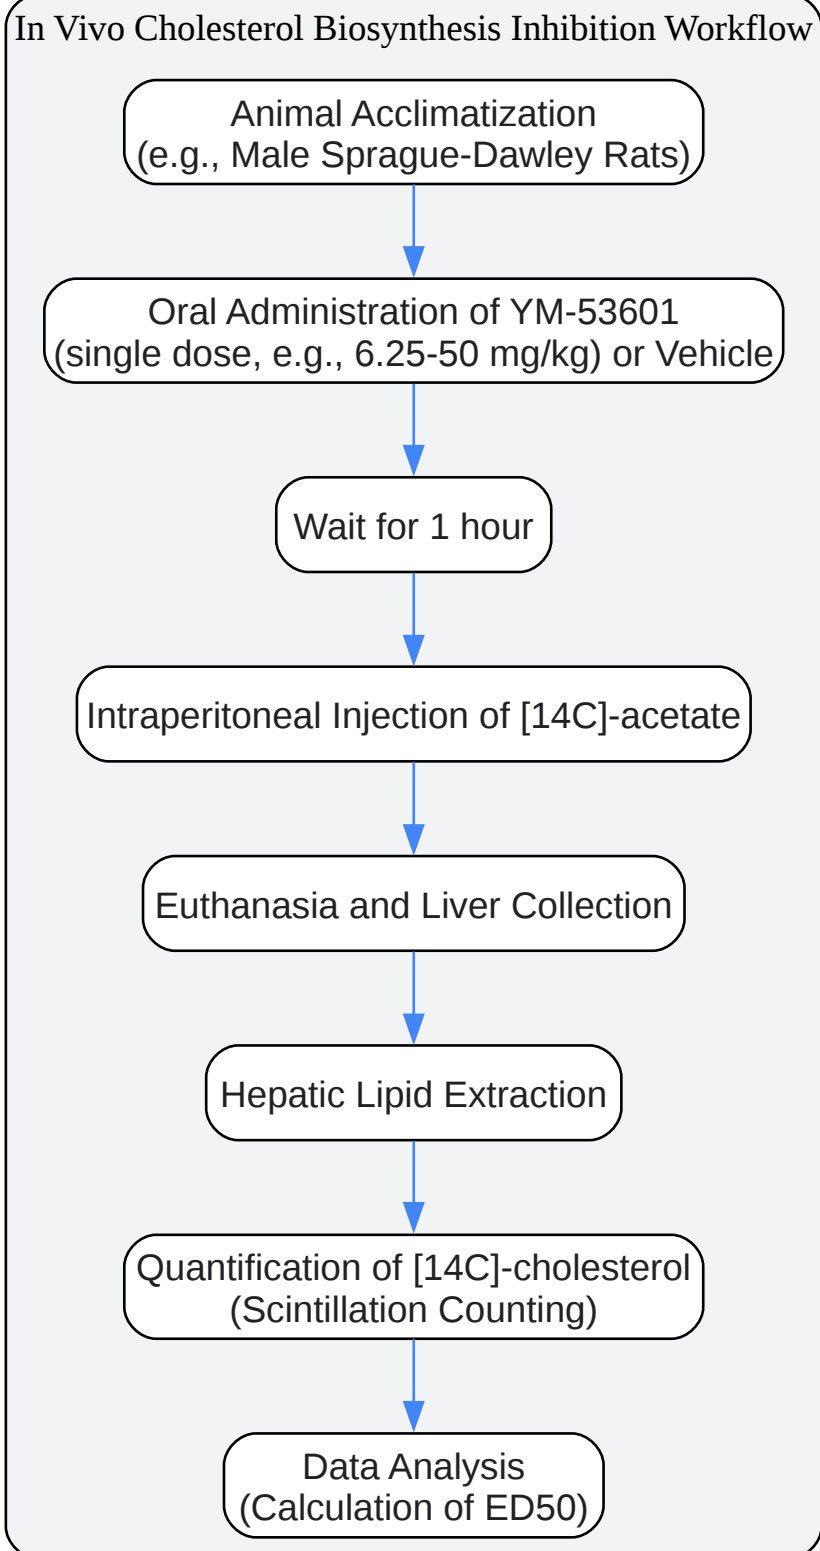 In Vivo Cholesterol Biosynthesis Inhibition Workflow
Animal Acclimatization
(e.g., Male Sprague-Dawley Rats)
Oral Administration of YM-53601
(single dose, e.g., 6.25-50 mg/kg) or Vehicle
Wait for 1 hour
Intraperitoneal Injection of [14C]-acetate
Euthanasia and Liver Collection
Hepatic Lipid Extraction
Quantification of [14C]-cholesterol
(Scintillation Counting)
Data Analysis
(Calculation of ED50)